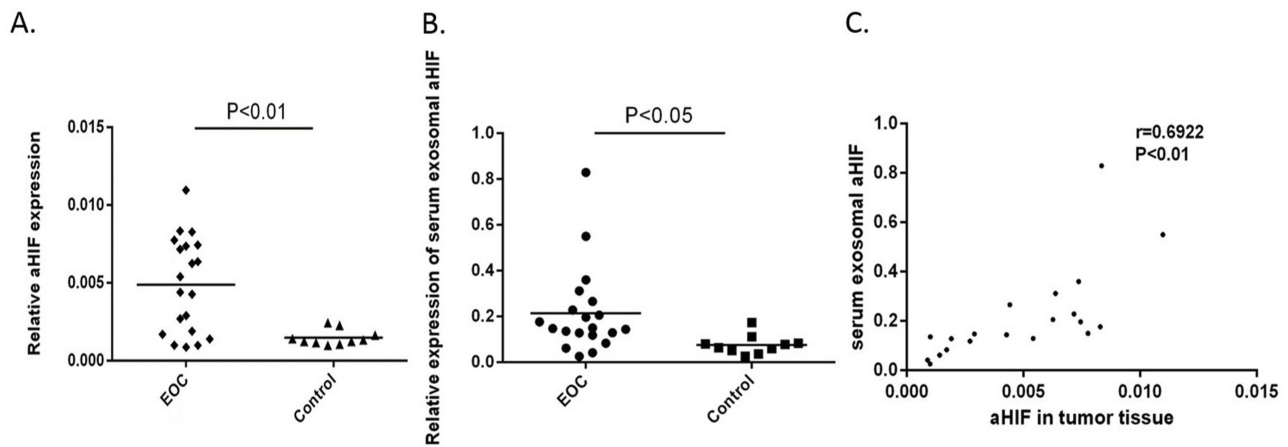 A.
Relative aHIF expression
P<0.01
0.015
0.010
0.005
0.000
EOC
Control
B.
Relative expression of serum exosomal aHIF
P<0.05
1.0
0.8
0.6
0.4
0.2
0.0
EOC
Control
C.
serum exosomal aHIF
1.0
0.8
0.6
0.4
0.2
0.0
r=0.6922
P<0.01
0.000
0.005
0.010
0.015
aHIF in tumor tissue